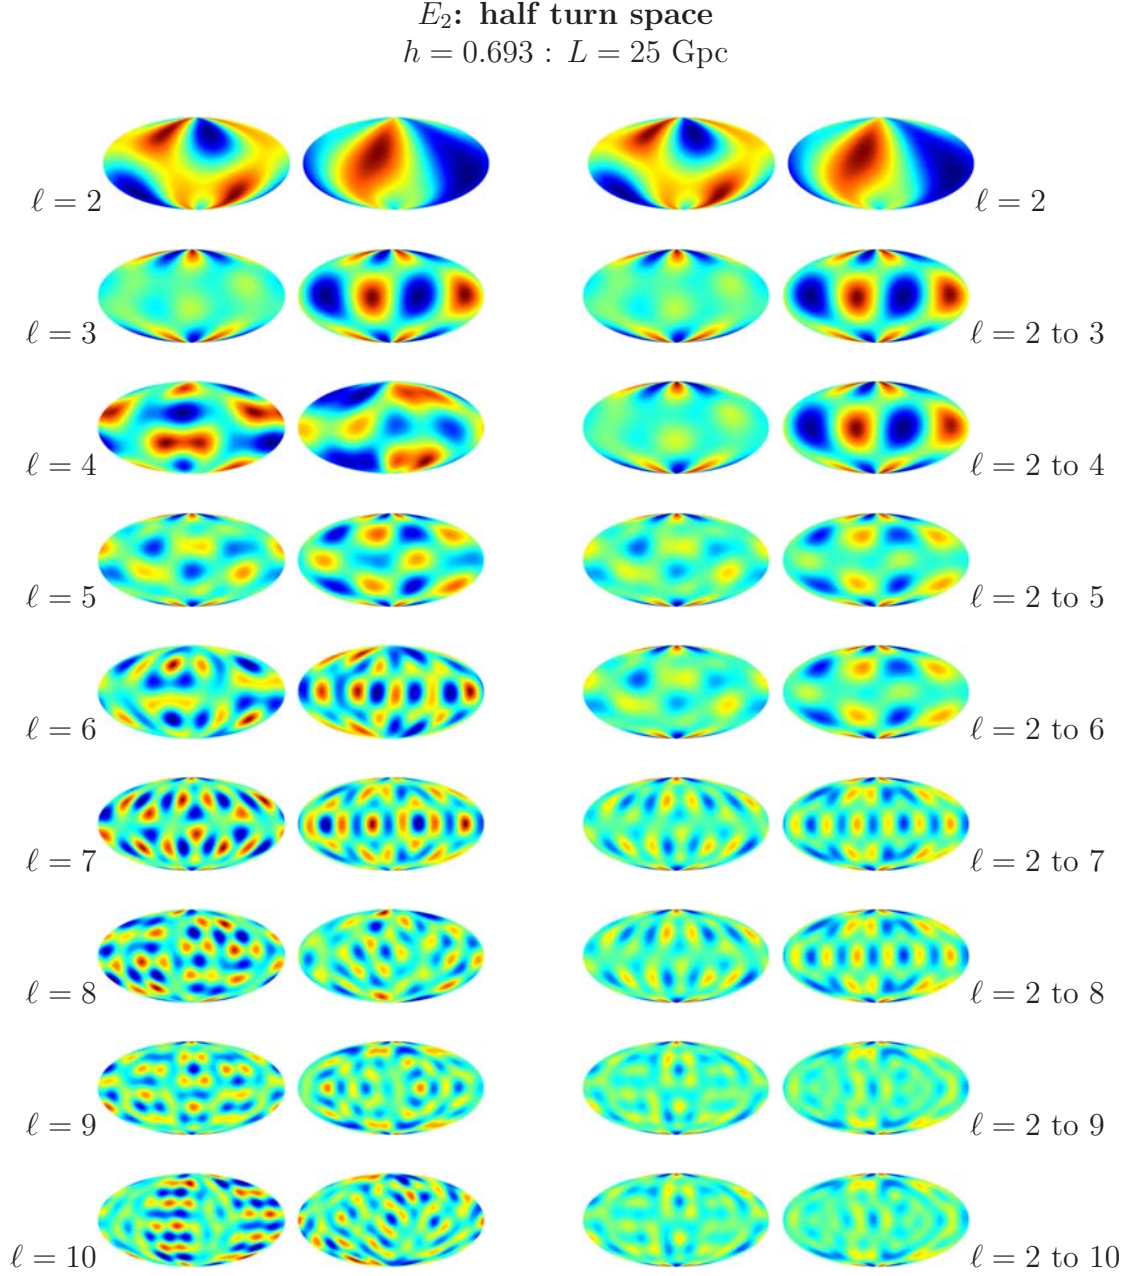 E₂: half turn space
h = 0.693 : L = 25 Gpc
ℓ = 2
ℓ = 2
ℓ = 3
ℓ = 2 to 3
ℓ = 4
ℓ = 2 to 4
ℓ = 5
ℓ = 2 to 5
ℓ = 6
ℓ = 2 to 6
ℓ = 7
ℓ = 2 to 7
ℓ = 8
ℓ = 2 to 8
ℓ = 9
ℓ = 2 to 9
ℓ = 10
ℓ = 2 to 10